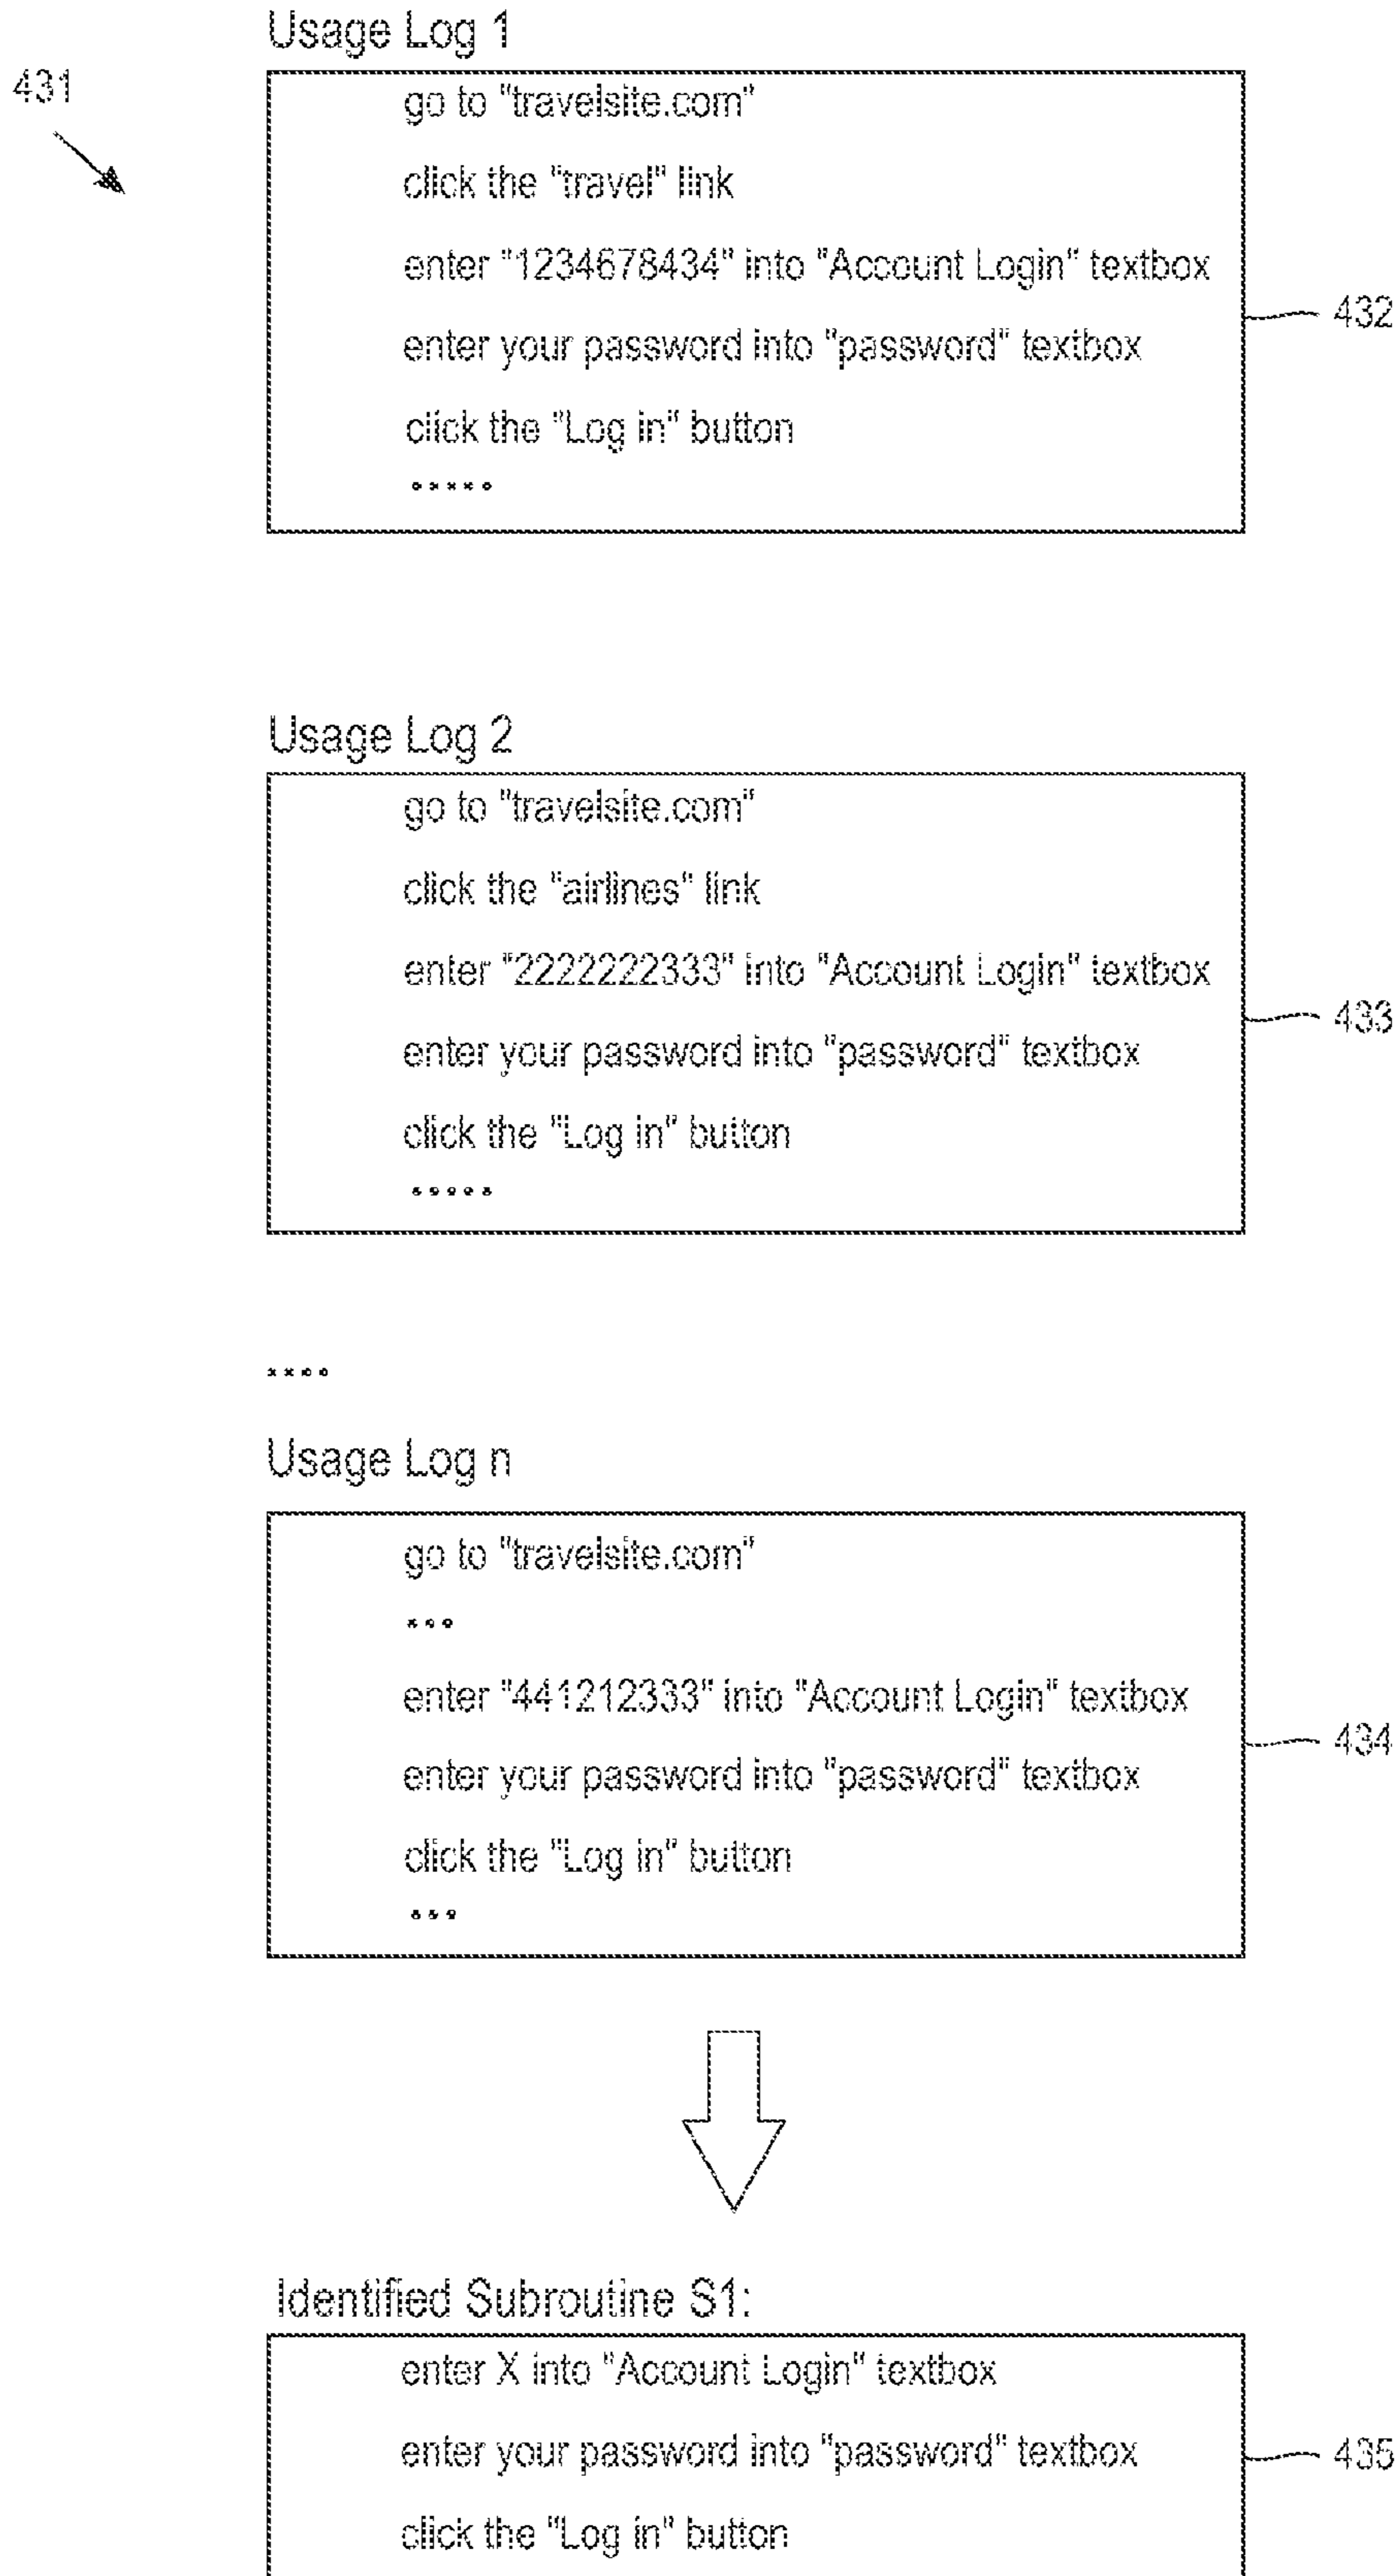 Usage Log 1
431
go to "travelsite.com"
click the "travel" link
enter "1234678434" into "Account Login" textbox
432
enter your password into "password" textbox
click the "Log in" button
.....
Usage Log 2
go to "travelsite.com"
click the "airlines" link
enter "2222222333" into "Account Login" textbox
433
enter your password into "password" textbox
click the "Log in" button
.....
....
Usage Log n
go to "travelsite.com"
...
enter "441212333" into "Account Login" textbox
434
enter your password into "password" textbox
click the "Log in" button
...
Identified Subroutine S1:
enter X into "Account Login" textbox
enter your password into "password" textbox
435
click the "Log in" button